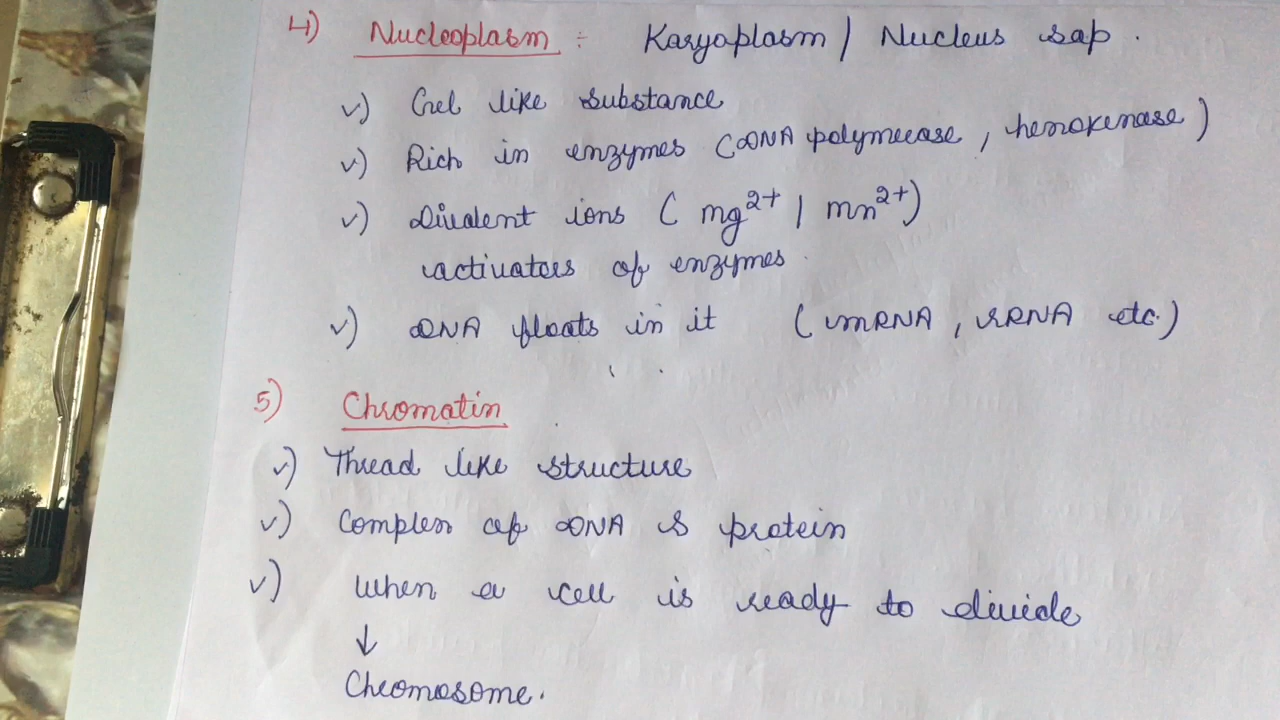 4) Nucleoplasm :- Karyoplasm / Nucleus sap.
✓) Gel like substance
✓) Rich in enzymes (DNA polymerase, hemokenase)
✓) Divalent ions (mg2+ / mn2+)
activators of enzymes.
✓) DNA floats in it (mRNA, rRNA etc.)
5) Chromatin
✓) Thread like structure
✓) Complex of DNA & protein
✓) When a cell is ready to divide
↓
Chromosome.